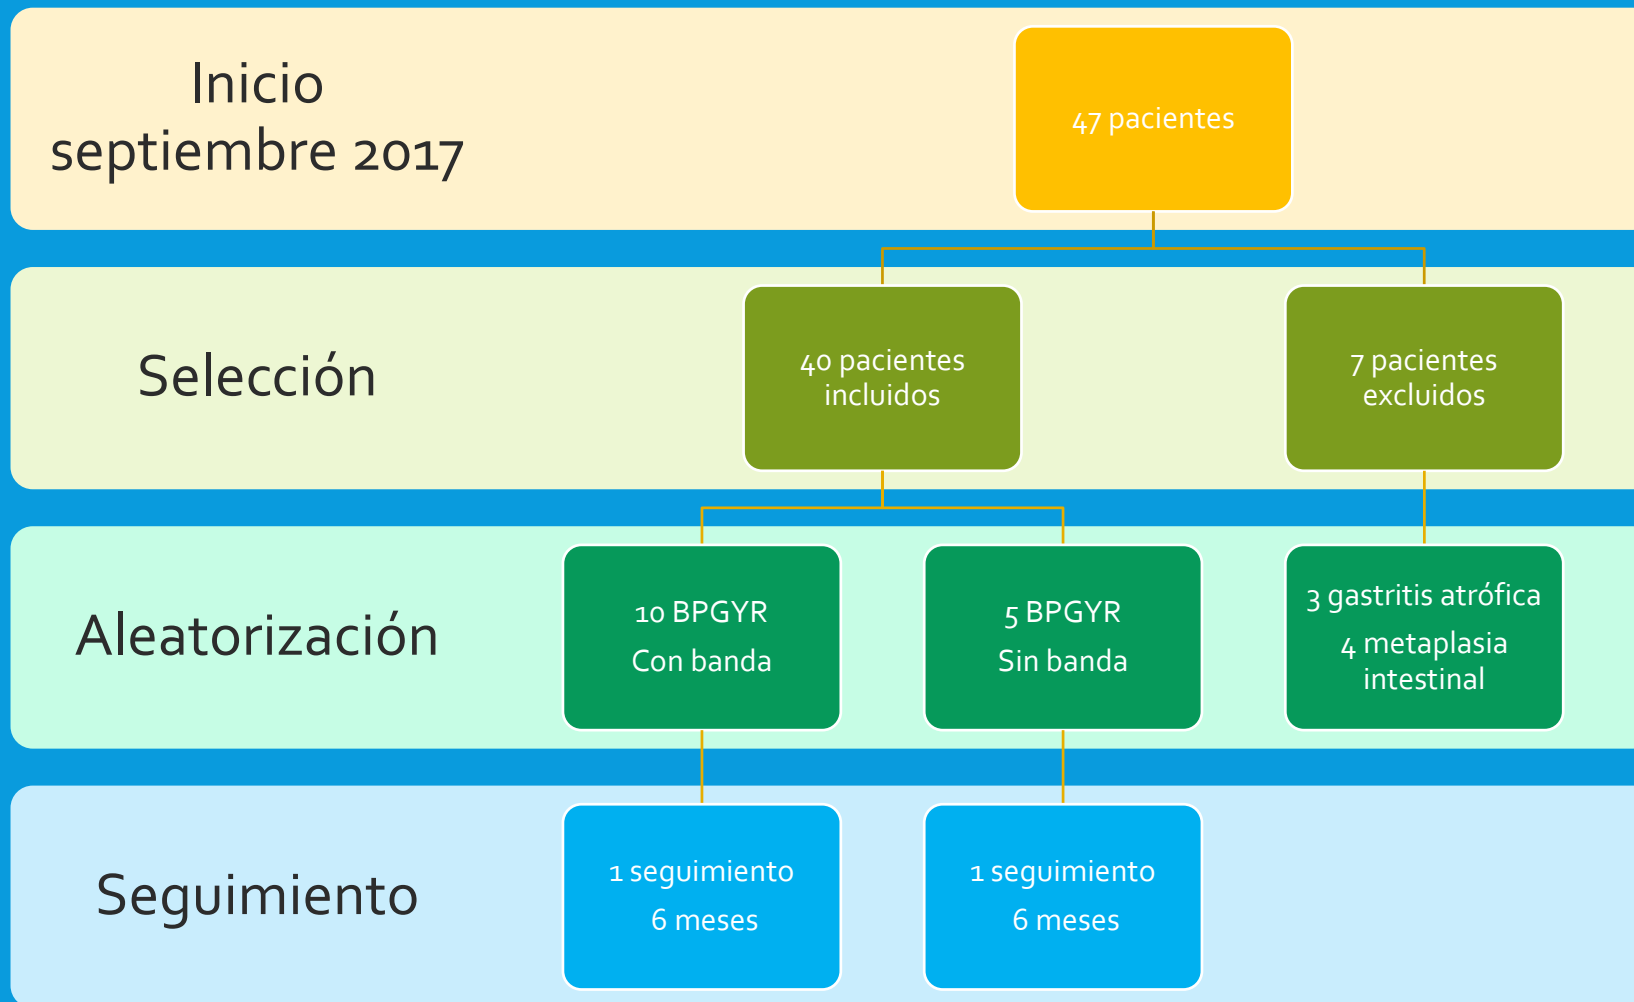 Inicio
septiembre 2017
47 pacientes
Selección
40 pacientes
incluidos
7 pacientes
excluidos
Aleatorización
10 BPGYR
Con banda
5 BPGYR
Sin banda
3 gastritis atrófica
4 metaplasia
intestinal
Seguimiento
1 seguimiento
6 meses
1 seguimiento
6 meses